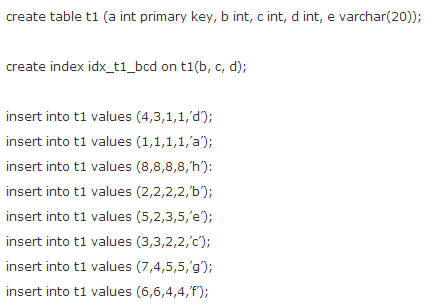 create table t1 (a int primary key, b int, c int, d int, e varchar(20));
create index idx_t1_bcd on t1(b, c, d);
insert into t1 values (4,3,1,1,’d’);
insert into t1 values (1,1,1,1,’a’);
insert into t1 values (8,8,8,8,’h’):
insert into t1 values (2,2,2,2,’b’);
insert into t1 values (5,2,3,5,’e’);
insert into t1 values (3,3,2,2,’c’);
insert into t1 values (7,4,5,5,’g’);
insert into t1 values (6,6,4,4,’f’);